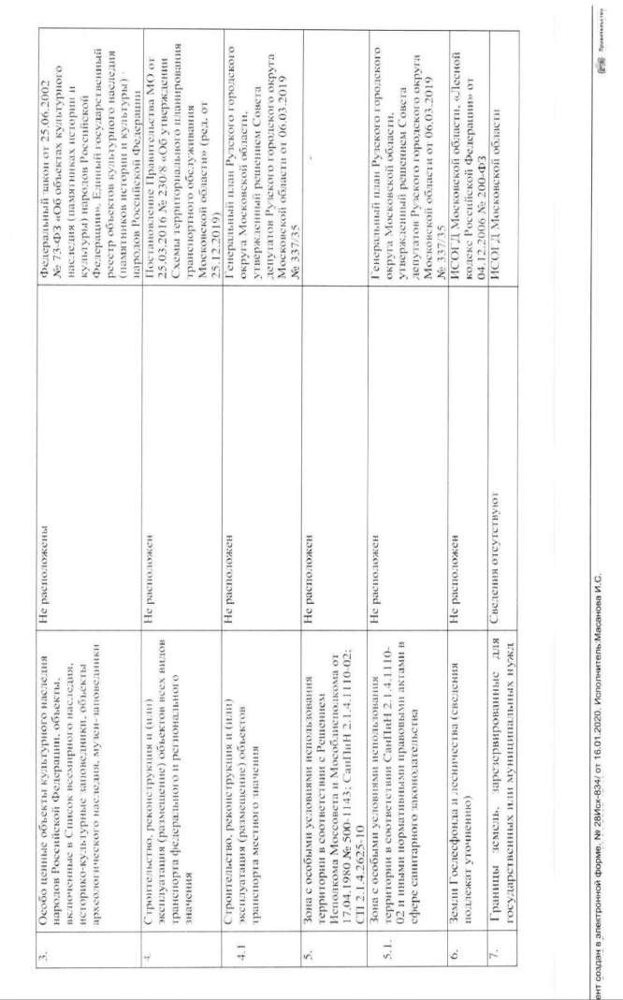 3.
Особо ценные объекты культурного наследия
народов Российской Федерации, объекты,
включенные в Список всемирного наследия,
историко-культурные заповедники, объекты
археологического наследия, музеи-заповедники
Не расположены
Федеральный закон от 25.06.2002
№ 73-ФЗ «Об объектах культурного
наследия (памятниках истории и
культуры) народов Российской
Федерации», Единый государственный
реестр объектов культурного наследия
(памятников истории и культуры)
народов Российской Федерации
4.
Строительство, реконструкция и (или)
эксплуатация (размещение) объектов всех видов
транспорта федерального и регионального
значения
Не расположен
Постановление Правительства МО от
25.03.2016 № 230/8 «Об утверждении
Схемы территориального планирования
транспортного обслуживания
Московской области» (ред. от
25.12.2019)
4.1
Строительство, реконструкция и (или)
эксплуатация (размещение) объектов
транспорта местного значения
Не расположен
Генеральный план Рузского городского
округа Московской области,
утвержденный решением Совета
депутатов Рузского городского округа
Московской области от 06.03.2019
№ 337/35
5.
Зона с особыми условиями использования
территории в соответствии с Решением
Исполкома Моссовета и Мособлисполкома от
17.04.1980 № 500-1143; СанПиН 2.1.4.1110-02;
СП 2.1.4.2625-10
Не расположен
-
5.1.
Зона с особыми условиями использования
территории в соответствии СанПиН 2.1.4.1110-
02 и иными нормативными правовыми актами в
сфере санитарного законодательства
Не расположен
Генеральный план Рузского городского
округа Московской области,
утвержденный решением Совета
депутатов Рузского городского округа
Московской области от 06.03.2019
№ 337/35
6.
Земли Гослесфонда и лесничества (сведения
подлежат уточнению)
Не расположен
ИСОГД Московской области, «Лесной
кодекс Российской Федерации» от
04.12.2006 № 200-ФЗ
7.
Границы земель, зарезервированные для
государственных или муниципальных нужд
Сведения отсутствуют
ИСОГД Московской области
ент создан в электронной форме. № 28Исх-834/ от 16.01.2020. Исполнитель:Масанова И.С.
Правительство